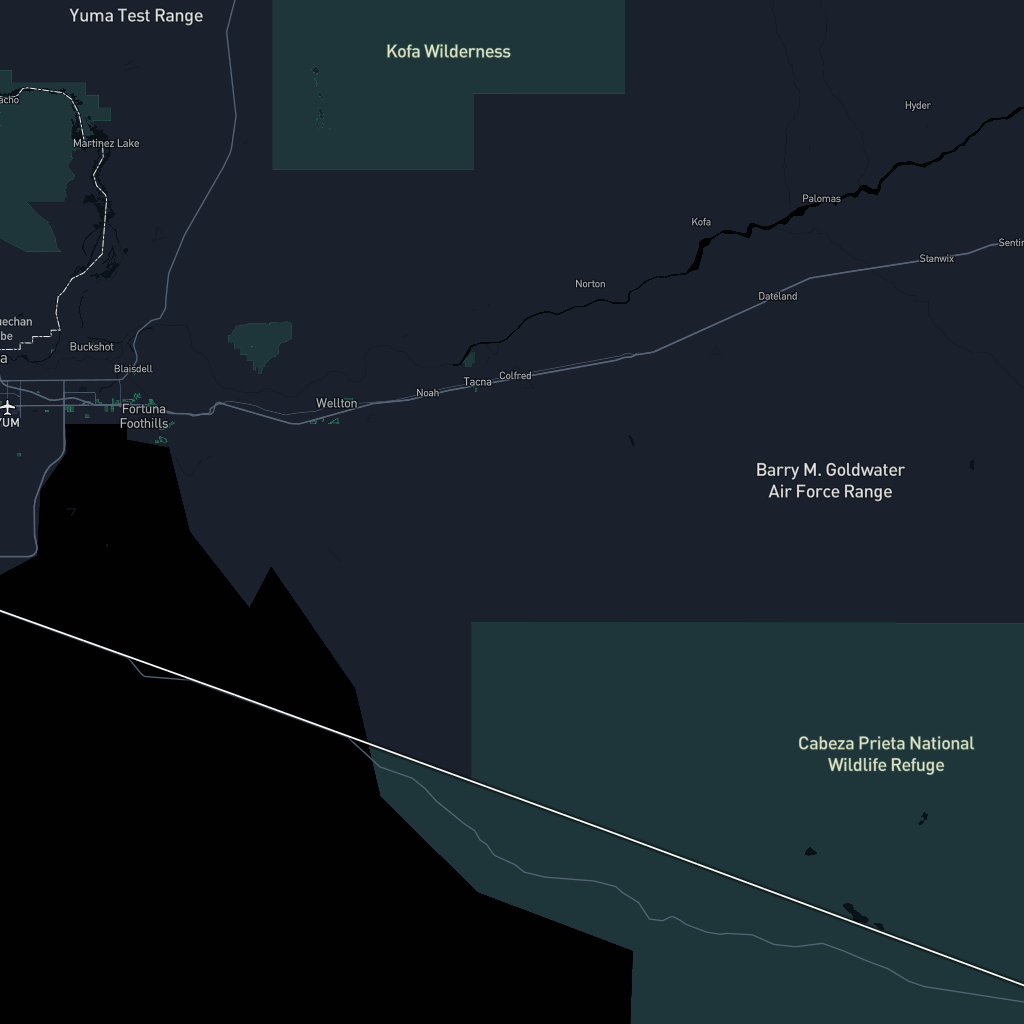 Yuma Test Range
Kofa Wilderness
Hyder
Martinez Lake
Palomas
Kofa
Stanwix
Norton
Dateland
Buckshot
Blaisdell
Colfred
Tacna
Noah
Wellton
Fortuna
Foothills
YUM
Barry M. Goldwater
Air Force Range
Cabeza Prieta National
Wildlife Refuge